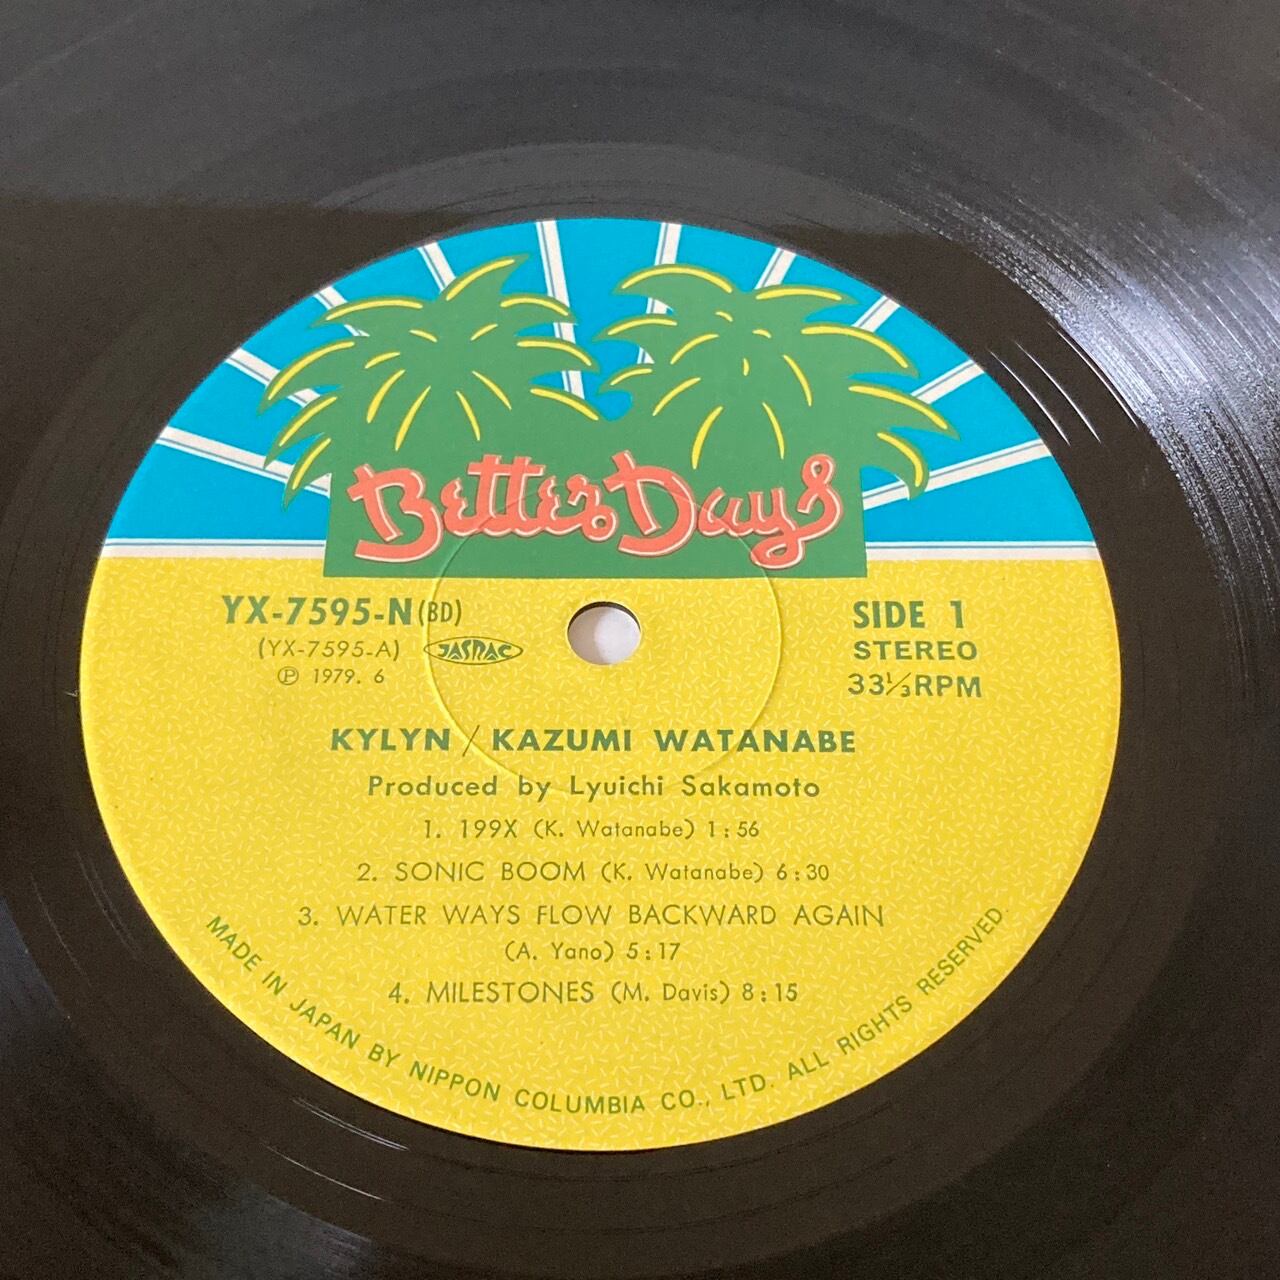 Better Days
YX-7595-N(BD)
(YX-7595-A) JASRAC
Ⓟ 1979. 6
SIDE 1
STEREO
33⅓RPM
KYLYN / KAZUMI WATANABE
Produced by Lyuichi Sakamoto
1. 199X (K. Watanabe) 1:56
2. SONIC BOOM (K. Watanabe) 6:30
3. WATER WAYS FLOW BACKWARD AGAIN
(A. Yano) 5:17
4. MILESTONES (M. Davis) 8:15
MADE IN JAPAN BY NIPPON COLUMBIA CO., LTD. ALL RIGHTS RESERVED.